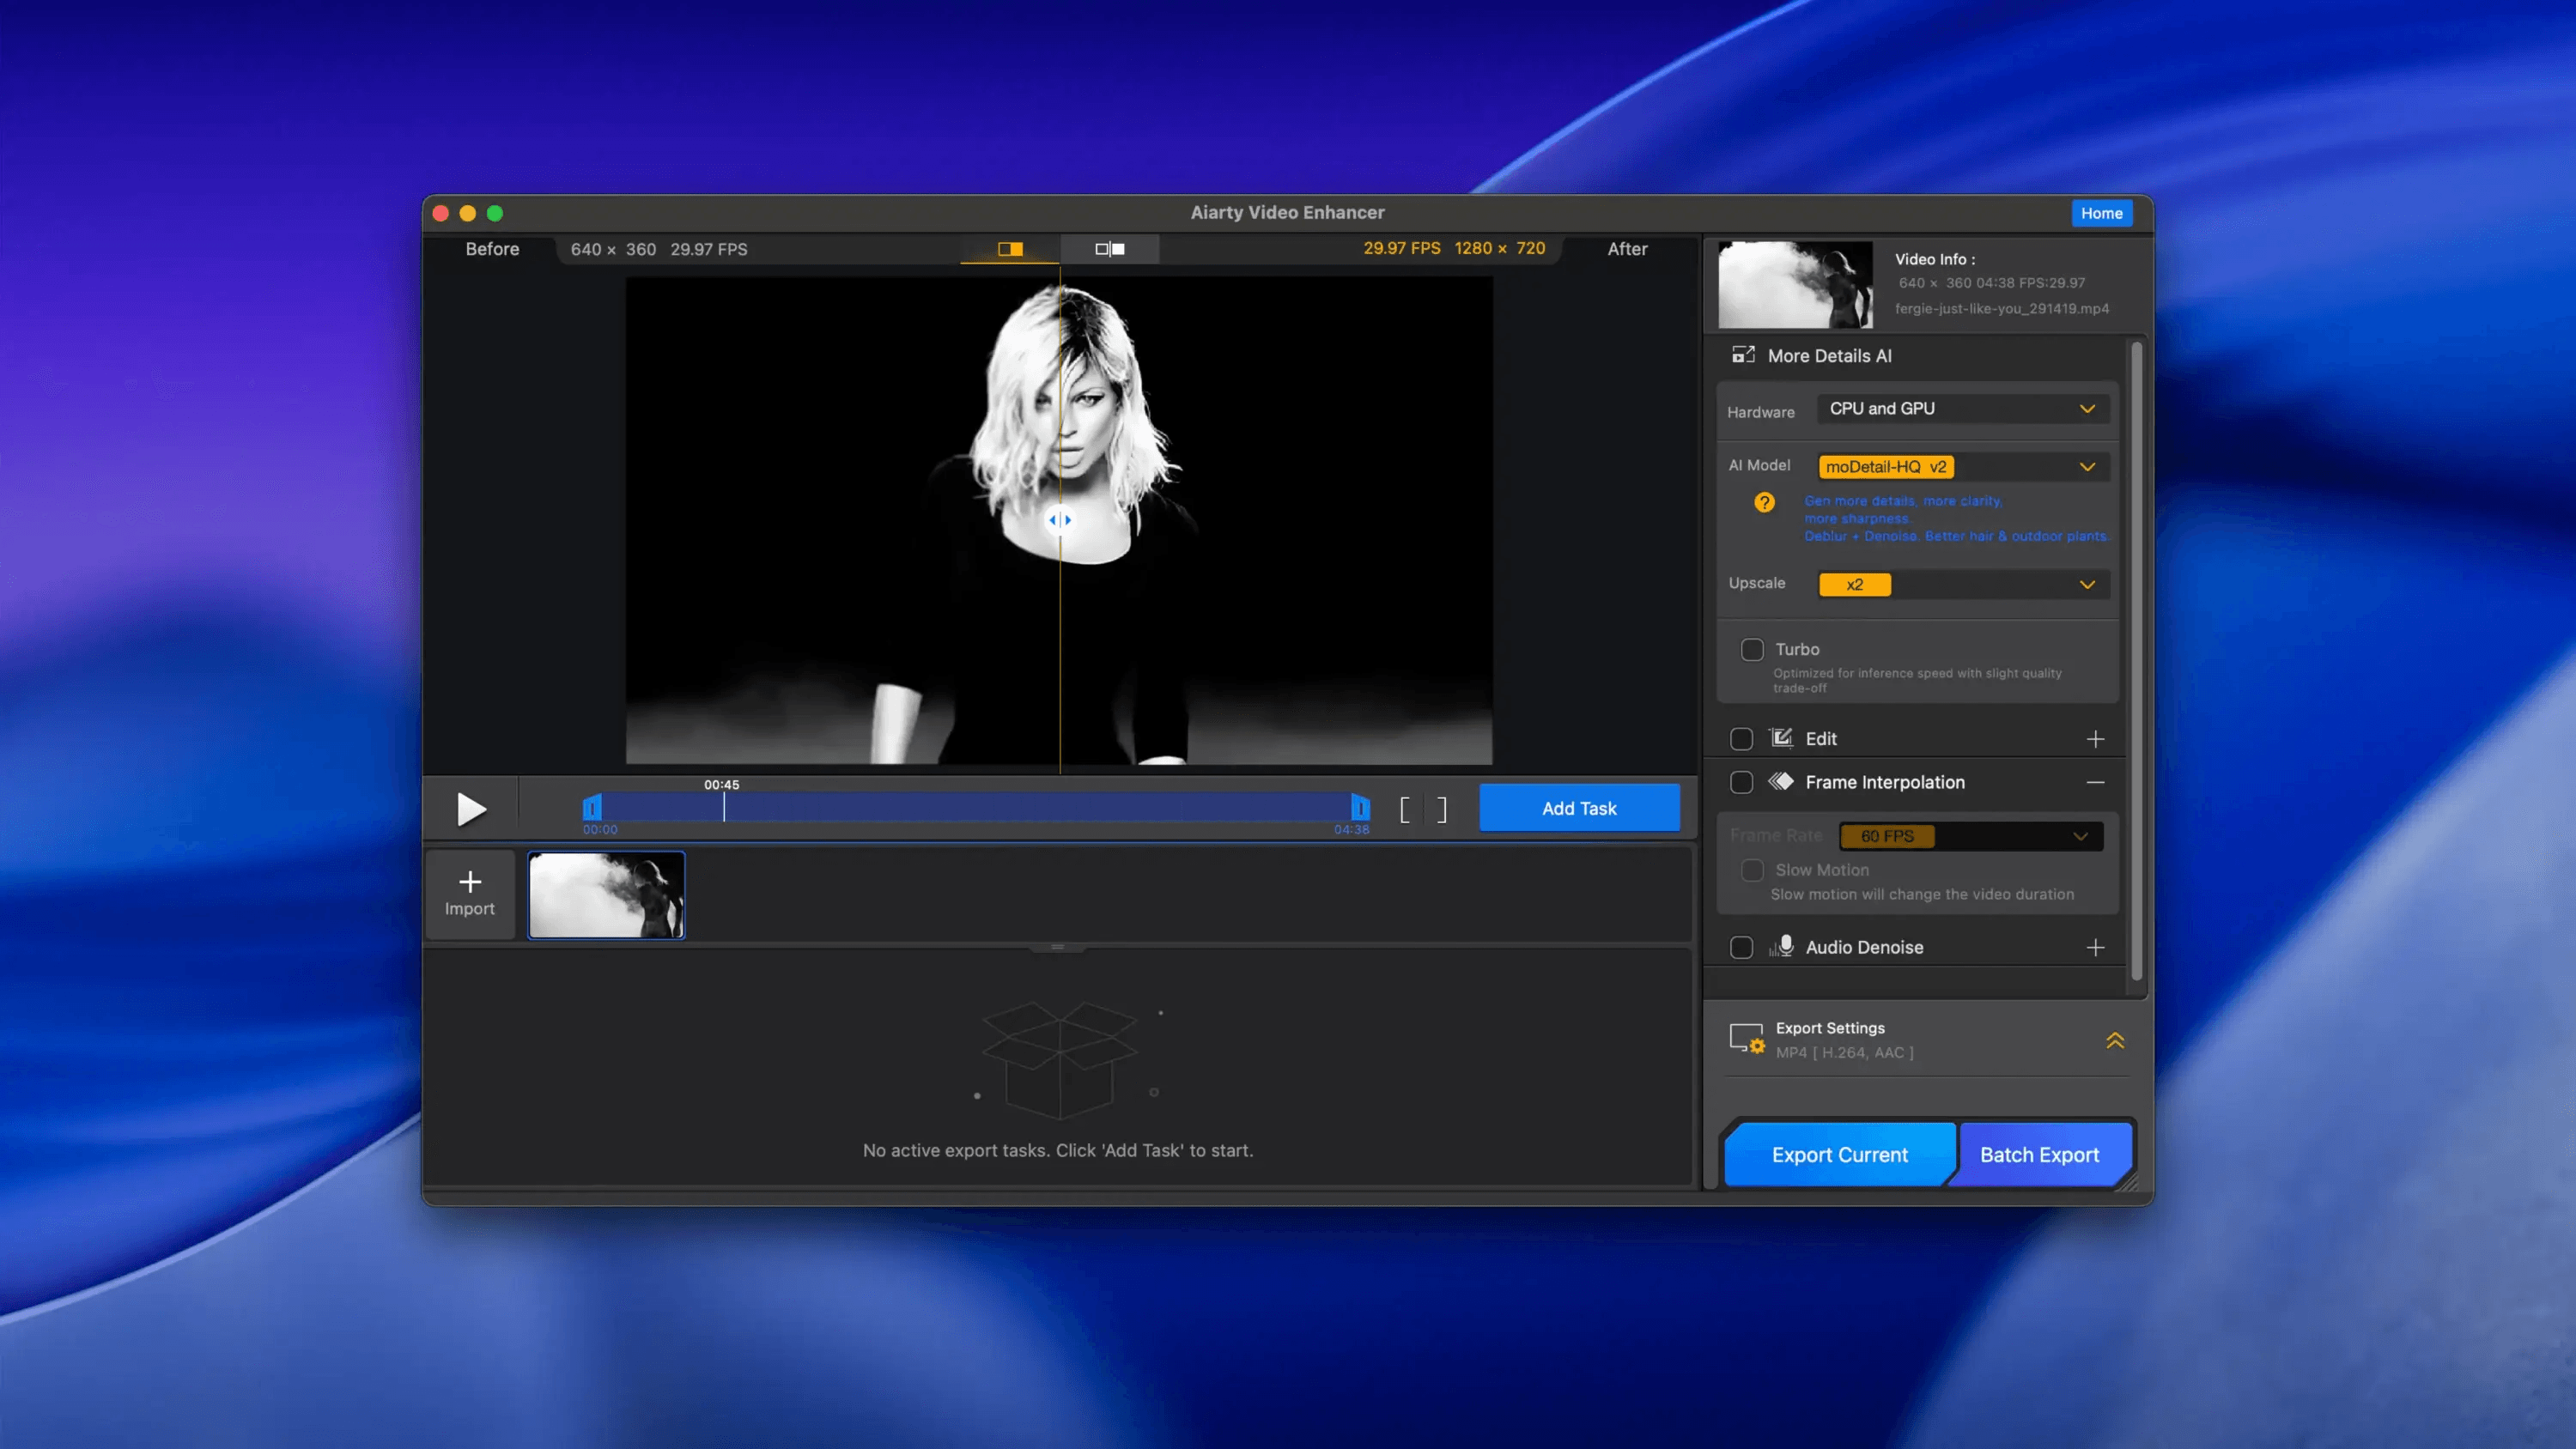 Aiarty Video Enhancer
Home
Before
640 × 360 29.97 FPS
29.97 FPS 1280 × 720
After
Video Info :
640 × 360 04:38 FPS:29.97
fergie-just-like-you_291419.mp4
More Details AI
Hardware
CPU and GPU
AI Model
moDetail-HQ v2
?
Gen more details, more clarity,
more sharpness.
Deblur + Denoise. Better hair & outdoor plants.
Upscale
x2
Turbo
Optimized for inference speed with slight quality
trade-off
Edit
Frame Interpolation
Frame Rate
60 FPS
Slow Motion
Slow motion will change the video duration
Audio Denoise
Export Settings
MP4 [ H.264, AAC ]
Export Current
Batch Export
00:45
00:00
04:38
[ ]
Add Task
Import
No active export tasks. Click 'Add Task' to start.